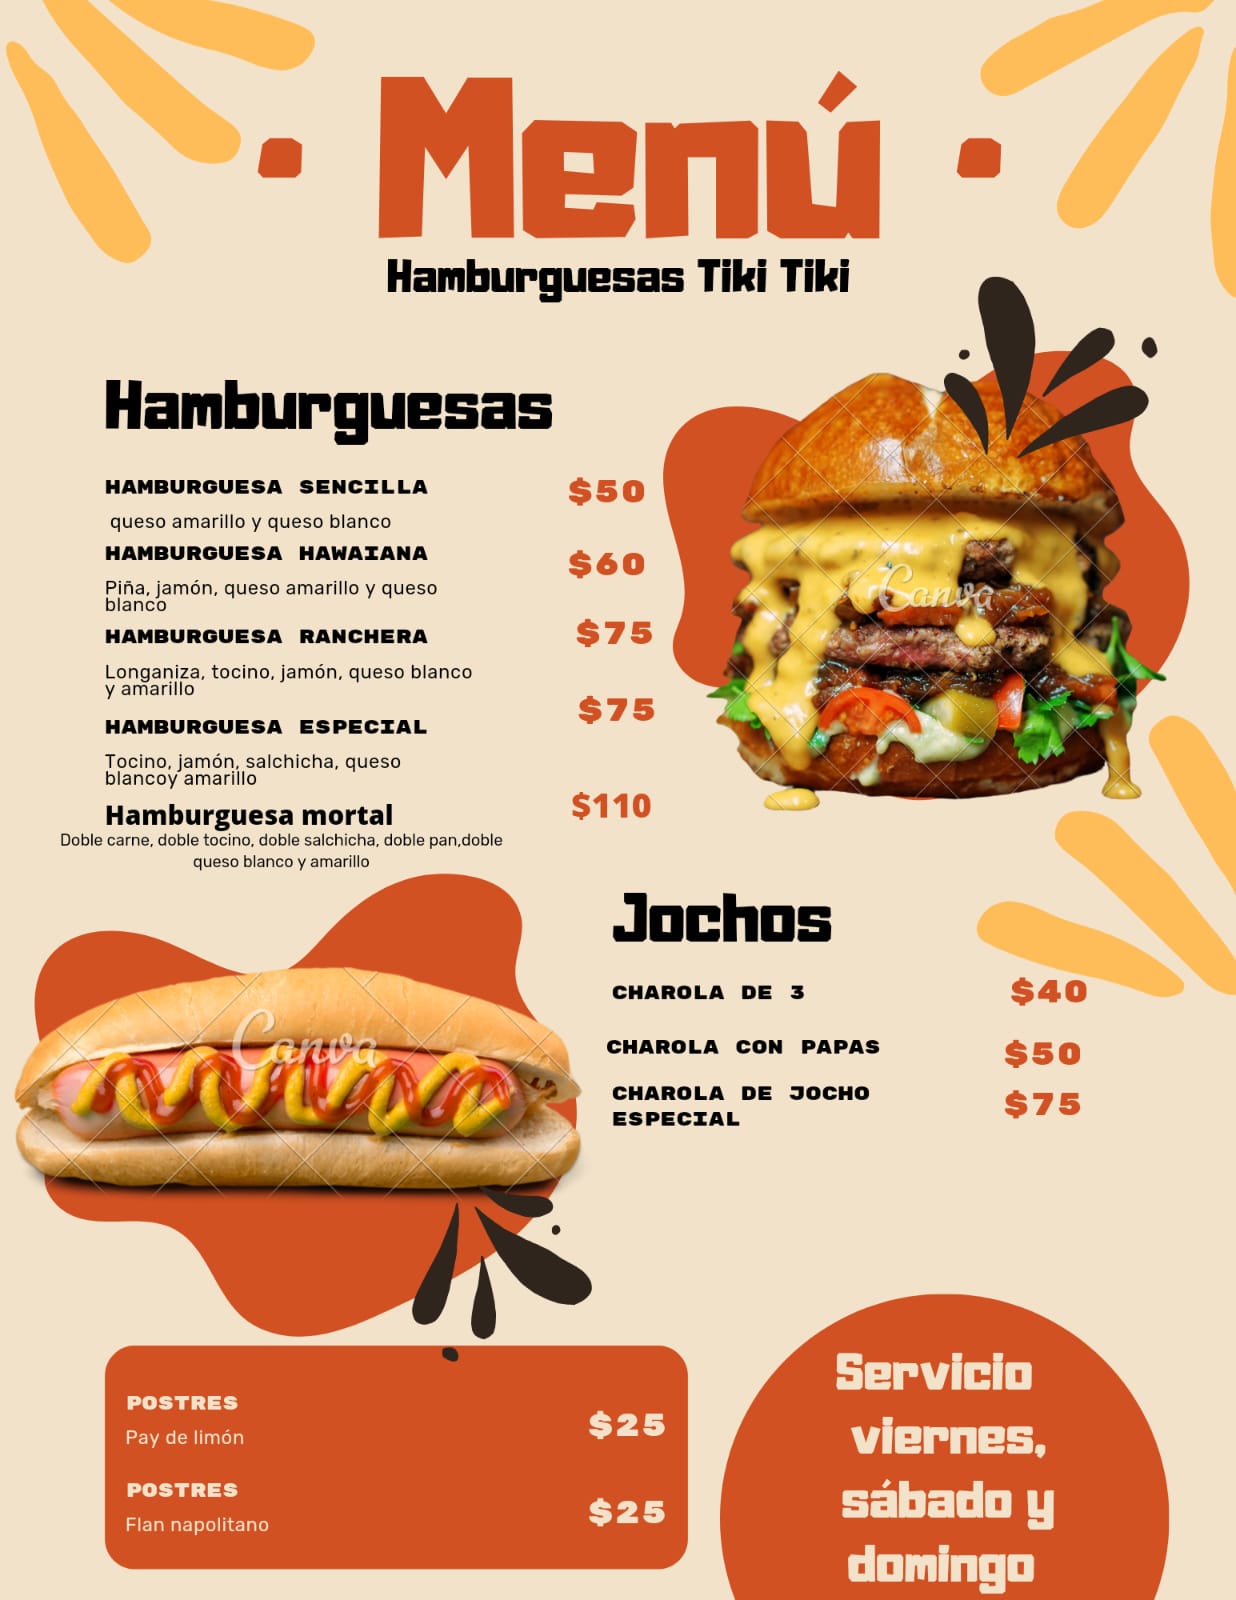 Menú
Hamburguesas Tiki Tiki
Hamburguesas
HAMBURGUESA SENCILLA $50
queso amarillo y queso blanco
HAMBURGUESA HAWAIANA $60
Piña, jamón, queso amarillo y queso
blanco
HAMBURGUESA RANCHERA $75
Longaniza, tocino, jamón, queso blanco
y amarillo
HAMBURGUESA ESPECIAL $75
Tocino, jamón, salchicha, queso
blancoy amarillo
Hamburguesa mortal $110
Doble carne, doble tocino, doble salchicha, doble pan,doble
queso blanco y amarillo
Canva
Jochos
CHAROLA DE 3 $40
CHAROLA CON PAPAS $50
CHAROLA DE JOCHO $75
ESPECIAL
Canva
POSTRES
Pay de limón $25
POSTRES
Flan napolitano $25
Servicio
viernes,
sábado y
domingo